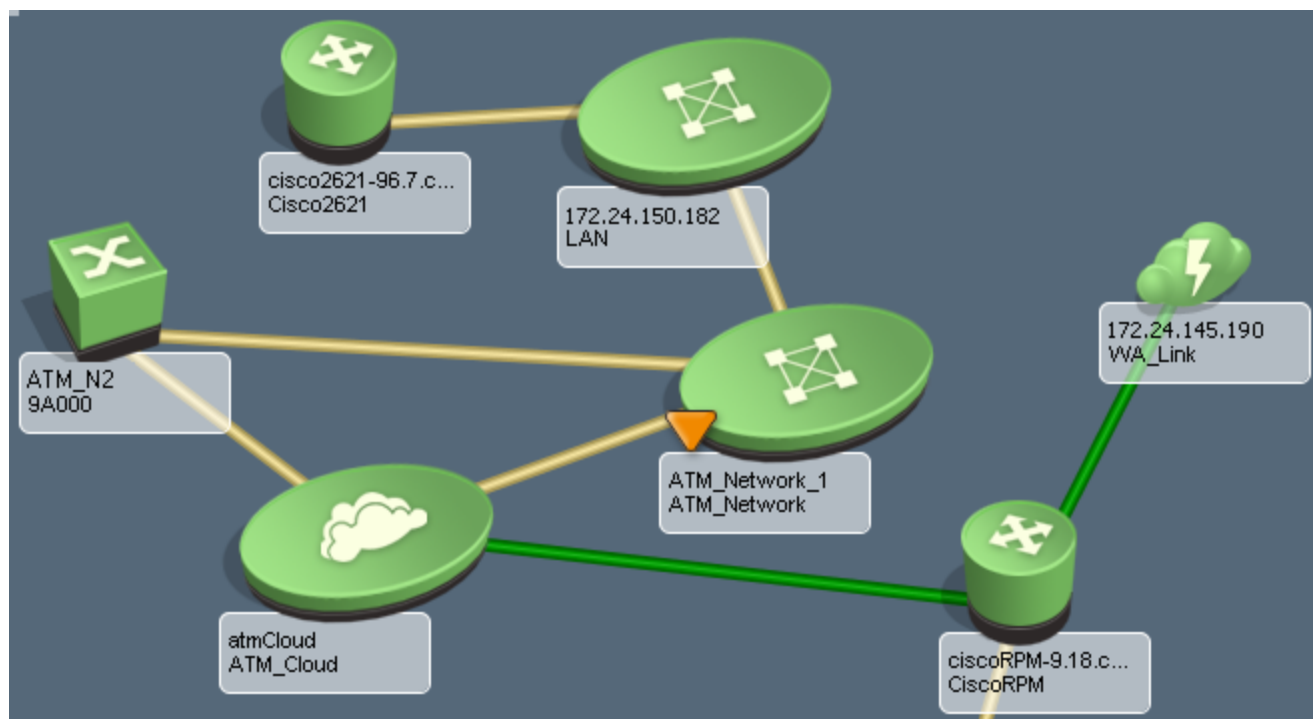 cisco2621-96.7.c...
Cisco2621
172.24.150.182
LAN
172.24.145.190
WA_Link
ATM_N2
9A000
ATM_Network_1
ATM_Network
atmCloud
ATM_Cloud
ciscoRPM-9.18.c...
CiscoRPM